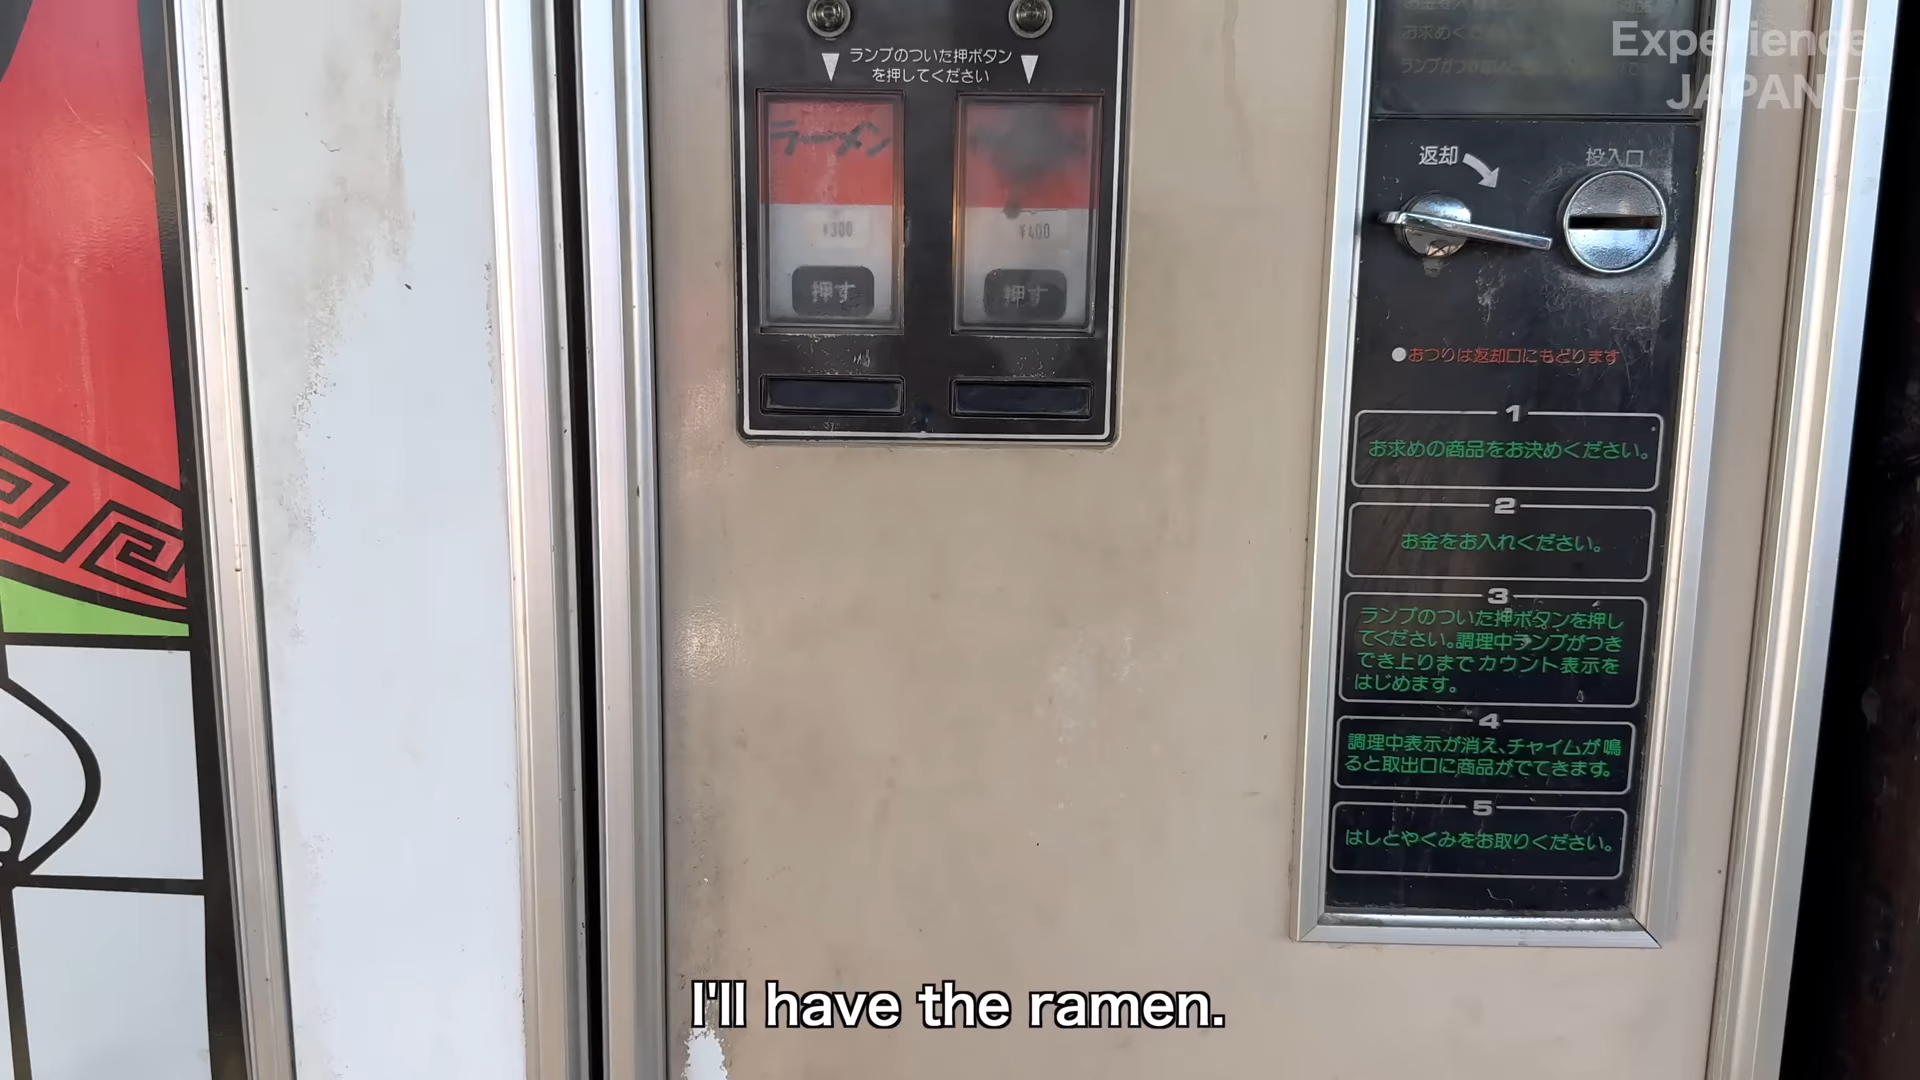 Experience
JAPAN
ランプのついた押ボタン
を押してください
ラーメン
¥300
押す
¥400
押す
返却
投入口
●おつりは返却口にもどります
1
お求めの商品をお決めください。
2
お金をお入れください。
3
ランプのついた押ボタンを押し
てください。調理中ランプがつき
でき上りまでカウント表示を
はじめます。
4
調理中表示が消え、チャイムが鳴
ると取出口に商品がでてきます。
5
はしとやくみをお取りください。
I'll have the ramen.